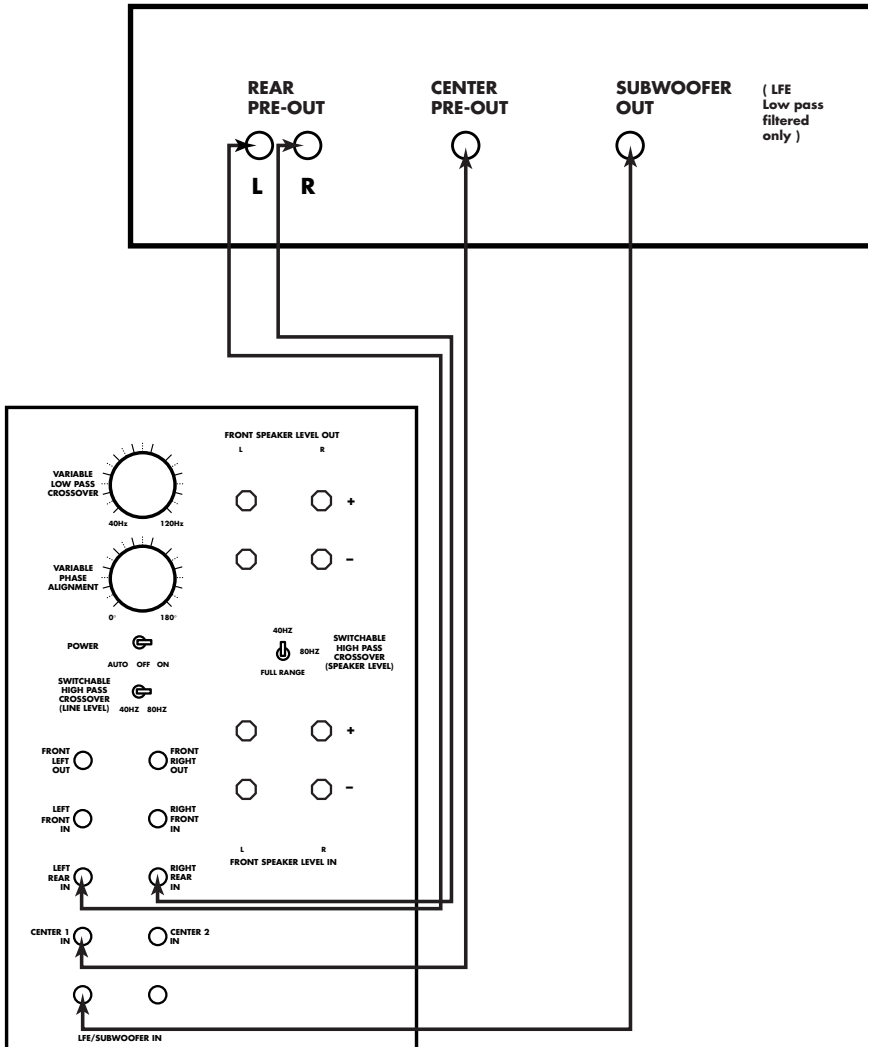 REAR
PRE-OUT
CENTER
PRE-OUT
SUBWOOFER
OUT
( LFE
Low pass
filtered
only )
L R
FRONT SPEAKER LEVEL OUT
L R
VARIABLE
LOW PASS
CROSSOVER
40Hz 120Hz
+
–
VARIABLE
PHASE
ALIGNMENT
0° 180°
POWER
AUTO OFF ON
40HZ
80HZ
FULL RANGE
SWITCHABLE
HIGH PASS
CROSSOVER
(SPEAKER LEVEL)
SWITCHABLE
HIGH PASS
CROSSOVER
(LINE LEVEL)
40HZ 80HZ
+
–
FRONT
LEFT
OUT
FRONT
RIGHT
OUT
LEFT
FRONT
IN
RIGHT
FRONT
IN
L R
FRONT SPEAKER LEVEL IN
LEFT
REAR
IN
RIGHT
REAR
IN
CENTER 1
IN
CENTER 2
IN
LFE/SUBWOOFER IN